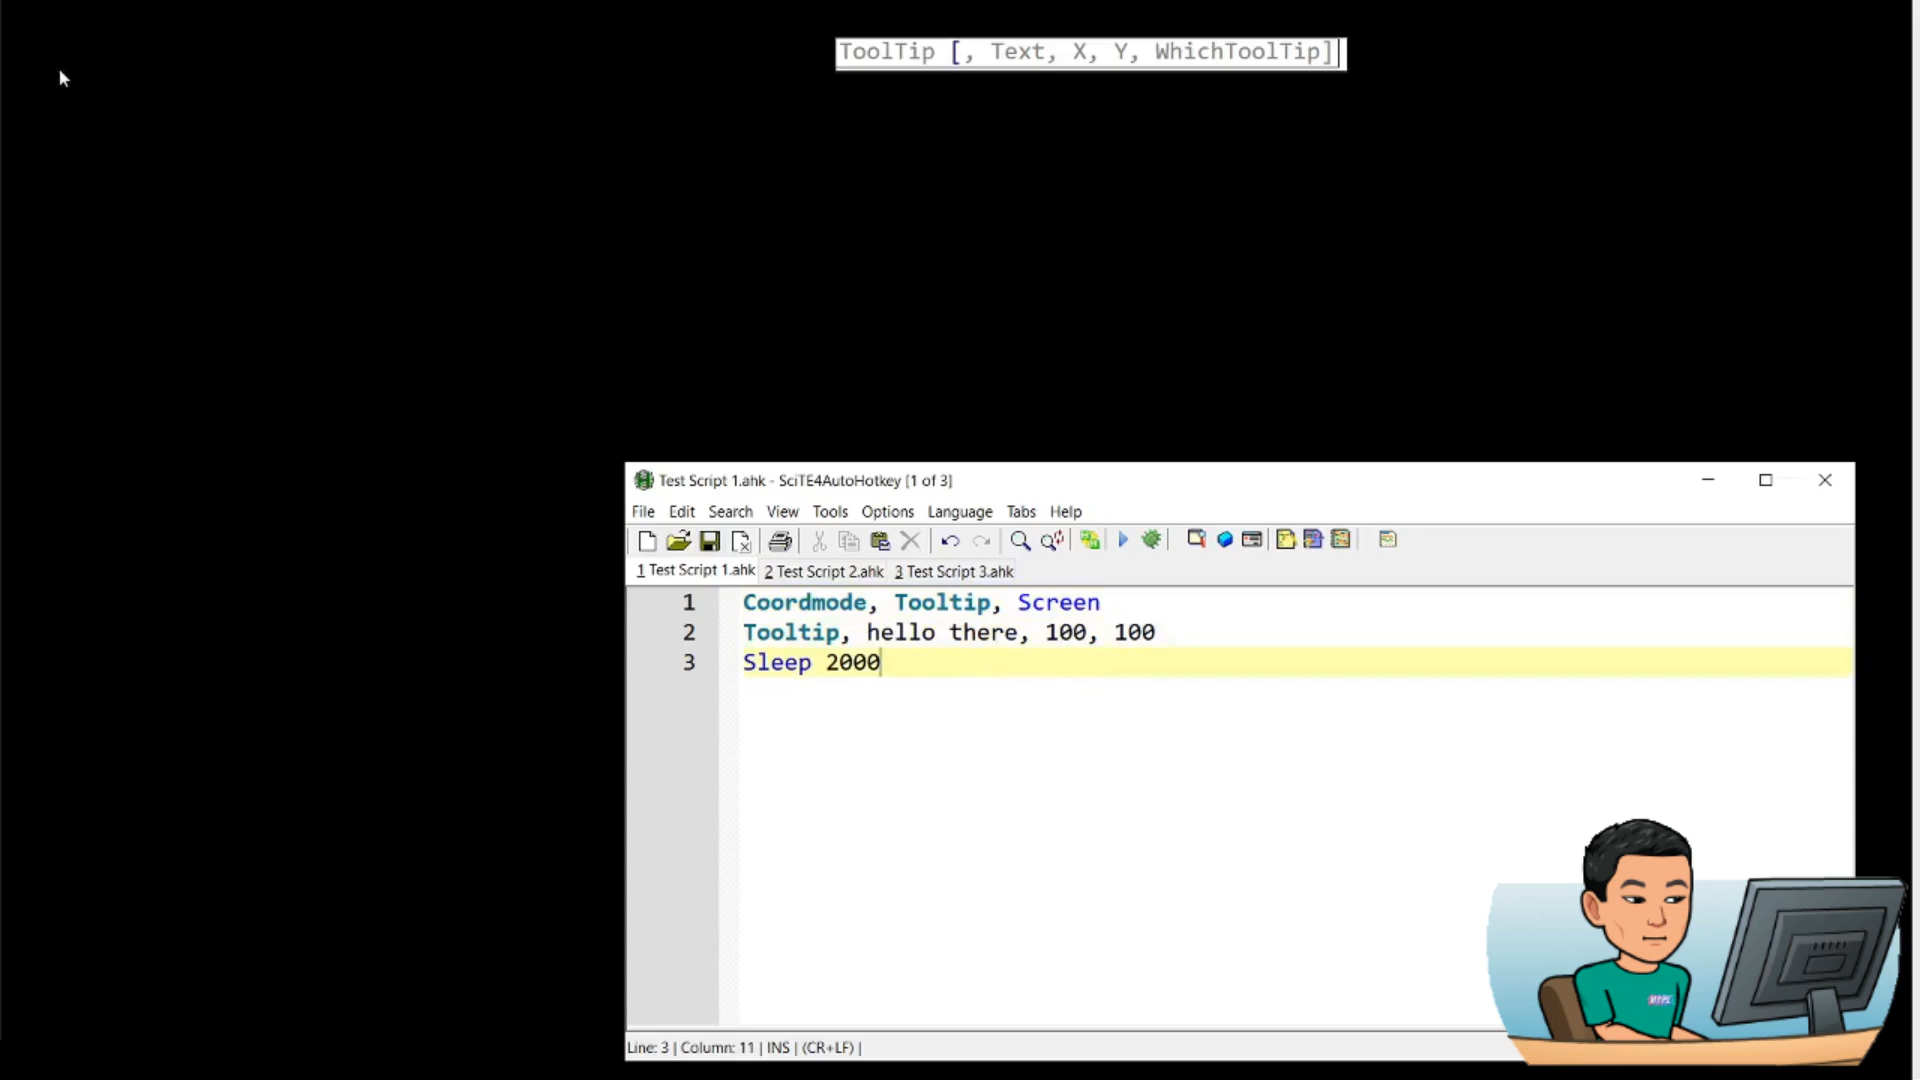 ToolTip [, Text, X, Y, WhichToolTip]
Test Script 1.ahk - SciTE4AutoHotkey [1 of 3]
File Edit Search View Tools Options Language Tabs Help
1 Test Script 1.ahk 2 Test Script 2.ahk 3 Test Script 3.ahk
1 Coordmode, Tooltip, Screen
2 Tooltip, hello there, 100, 100
3 Sleep 2000
Line: 3 | Column: 11 | INS | (CR+LF) |